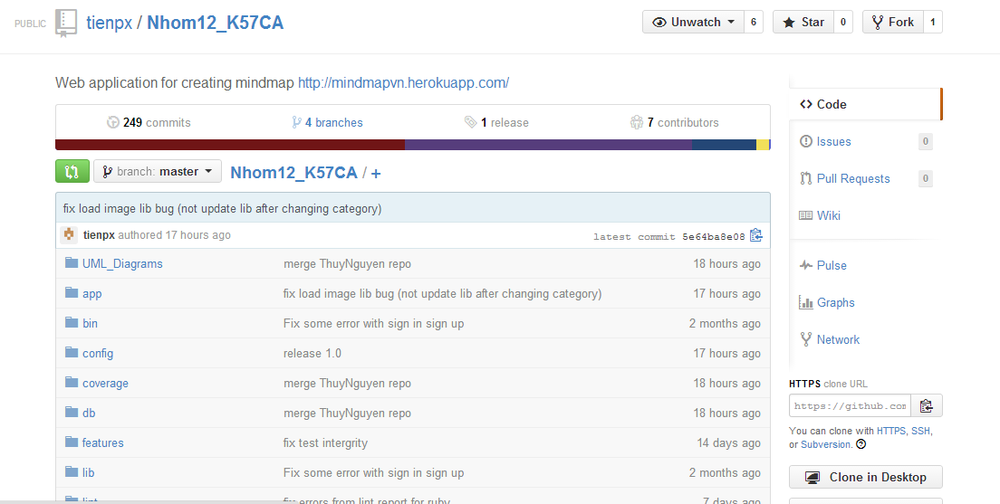 PUBLIC tienpx / Nhom12_K57CA Unwatch 6 Star 0 Fork 1
Web application for creating mindmap http://mindmapvn.herokuapp.com/
249 commits 4 branches 1 release 7 contributors
branch: master Nhom12_K57CA / +
fix load image lib bug (not update lib after changing category)
tienpx authored 17 hours ago latest commit 5e64ba8e08
UML_Diagrams merge ThuyNguyen repo 18 hours ago
app fix load image lib bug (not update lib after changing category) 17 hours ago
bin Fix some error with sign in sign up 2 months ago
config release 1.0 17 hours ago
coverage merge ThuyNguyen repo 18 hours ago
db merge ThuyNguyen repo 18 hours ago
features fix test intergrity 14 days ago
lib Fix some error with sign in sign up 2 months ago
lint fix errors from lint report for ruby 7 days ago
Code
Issues 0
Pull Requests 0
Wiki
Pulse
Graphs
Network
HTTPS clone URL
https://github.com
You can clone with HTTPS, SSH,
or Subversion.
Clone in Desktop